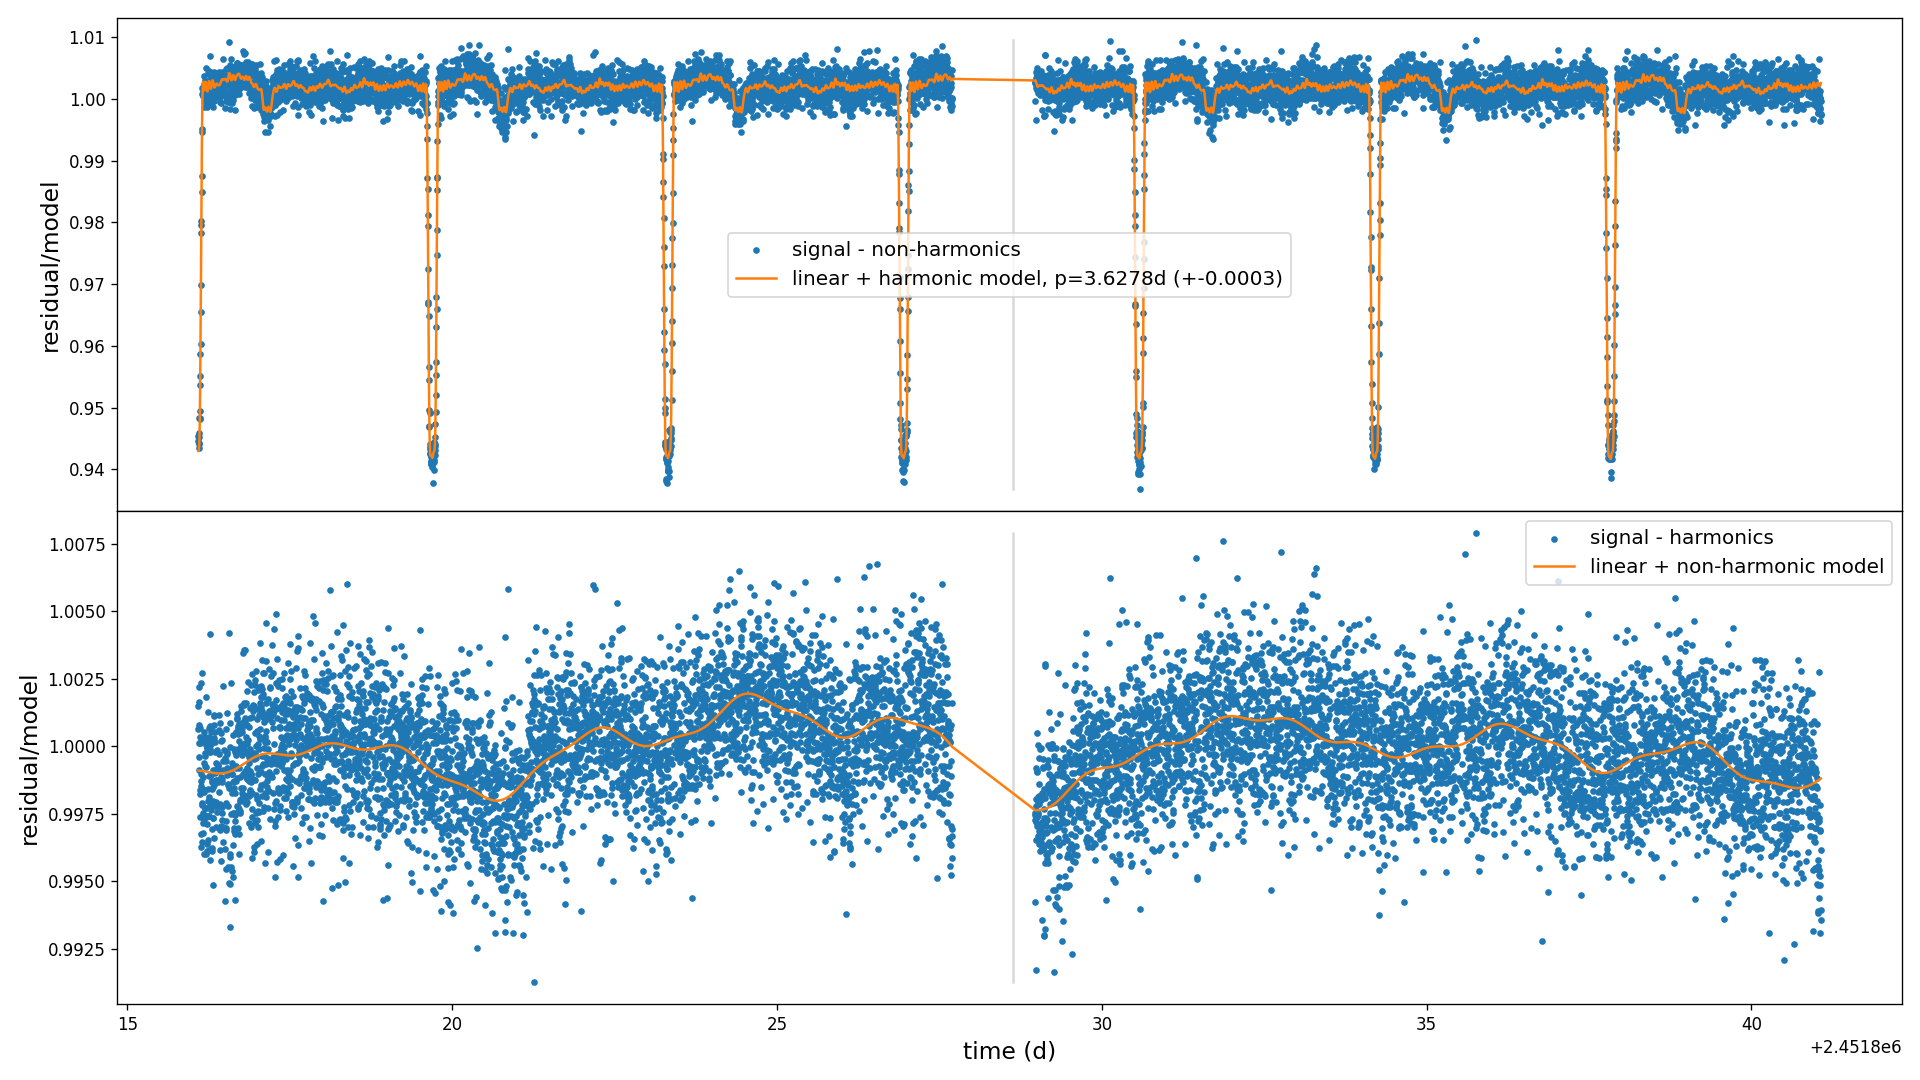 1.01
1.00
0.99
0.98
0.97
0.96
0.95
0.94
residual/model
signal - non-harmonics
linear + harmonic model, p=3.6278d (+-0.0003)
1.0075
1.0050
1.0025
1.0000
0.9975
0.9950
0.9925
residual/model
signal - harmonics
linear + non-harmonic model
15
20
25
30
35
40
time (d)
+2.4518e6